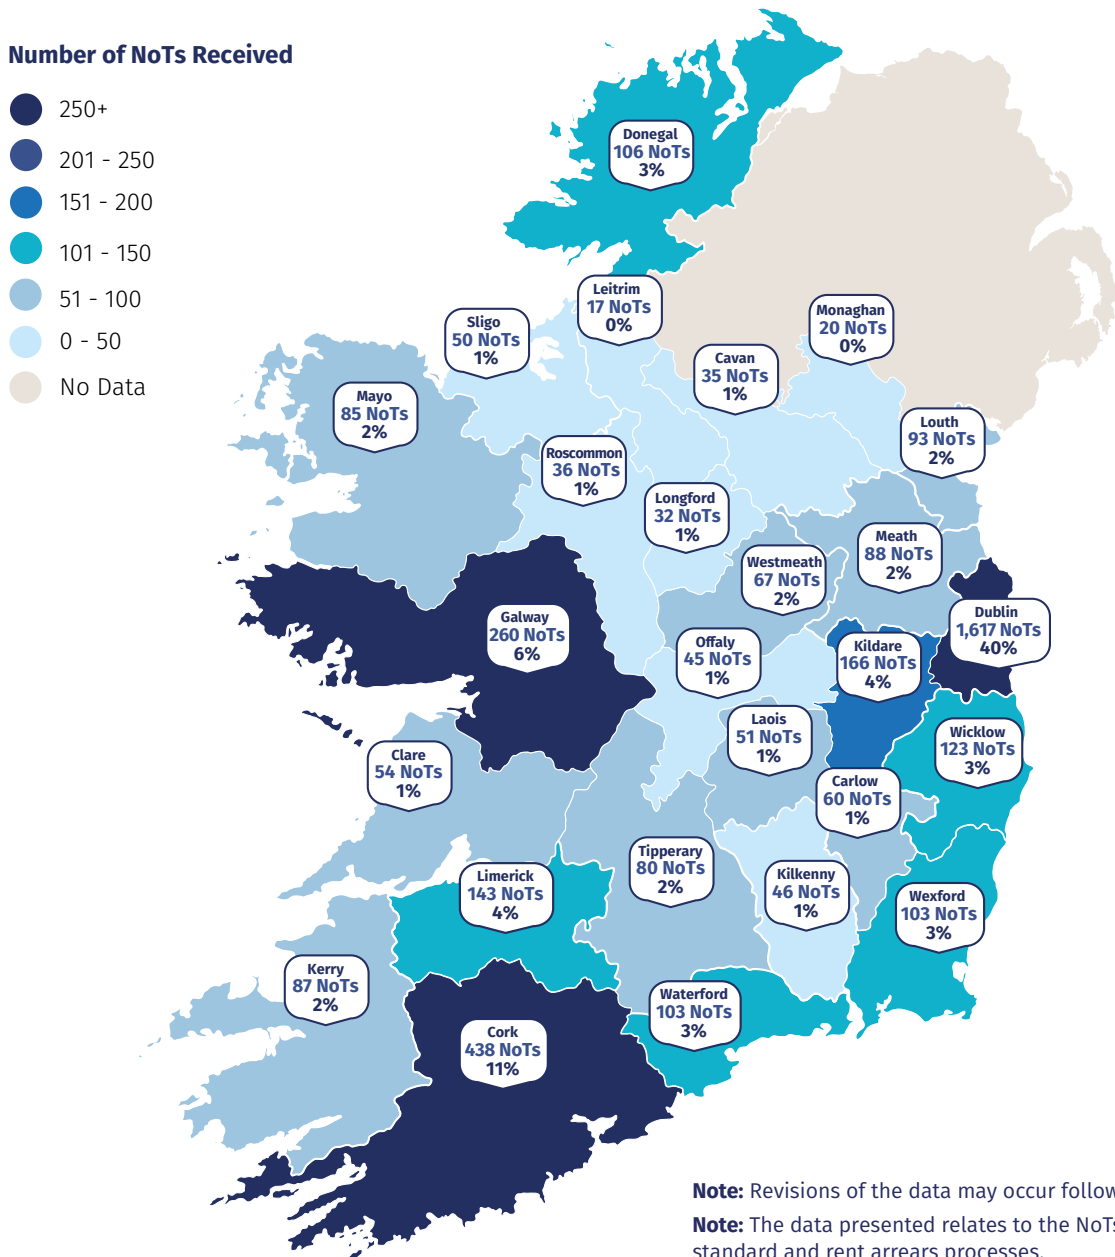 Number of NoTs Received
250+
201 - 250
151 - 200
101 - 150
51 - 100
0 - 50
No Data
Donegal
106 NoTs
3%
Leitrim
17 NoTs
0%
Monaghan
20 NoTs
0%
Sligo
50 NoTs
1%
Cavan
35 NoTs
1%
Mayo
85 NoTs
2%
Louth
93 NoTs
2%
Roscommon
36 NoTs
1%
Longford
32 NoTs
1%
Meath
88 NoTs
2%
Westmeath
67 NoTs
2%
Dublin
1,617 NoTs
40%
Galway
260 NoTs
6%
Offaly
45 NoTs
1%
Kildare
166 NoTs
4%
Laois
51 NoTs
1%
Wicklow
123 NoTs
3%
Clare
54 NoTs
1%
Carlow
60 NoTs
1%
Tipperary
80 NoTs
2%
Limerick
143 NoTs
4%
Kilkenny
46 NoTs
1%
Wexford
103 NoTs
3%
Kerry
87 NoTs
2%
Waterford
103 NoTs
3%
Cork
438 NoTs
11%
Note: Revisions of the data may occur follow
Note: The data presented relates to the NoTs
standard and rent arrears processes.